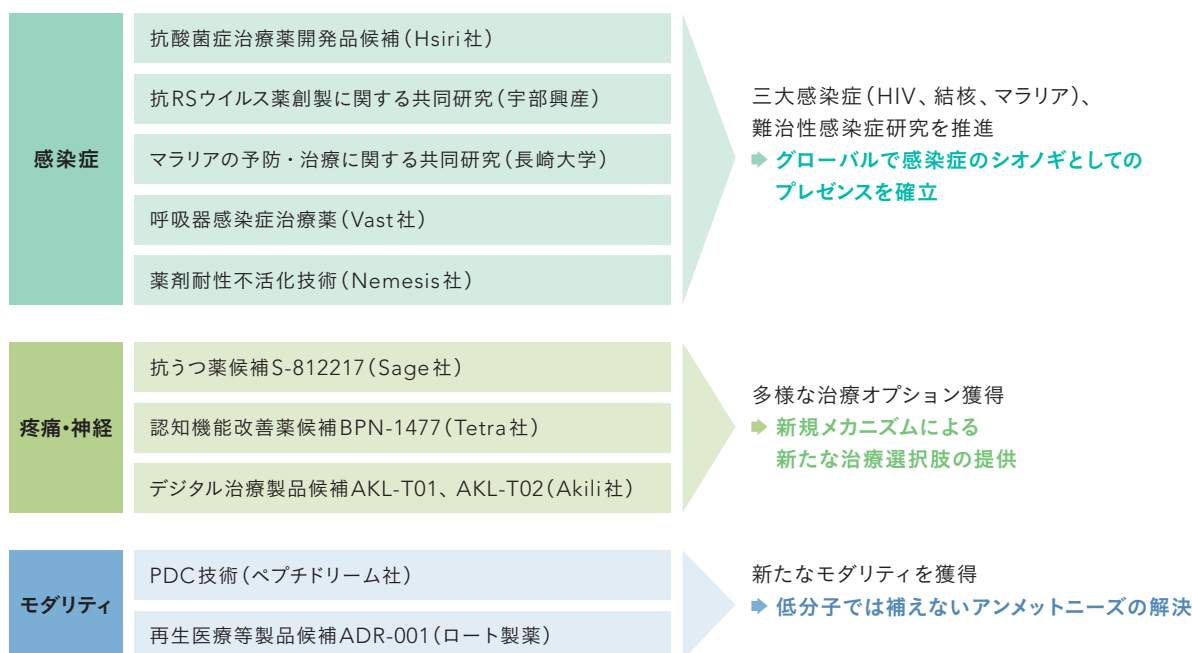 感染症
抗酸菌症治療薬開発品候補（Hsiri社）
抗RSウイルス薬創製に関する共同研究（宇部興産）
マラリアの予防・治療に関する共同研究（長崎大学）
呼吸器感染症治療薬（Vast社）
薬剤耐性不活化技術（Nemesis社）
三大感染症（HIV、結核、マラリア）、
難治性感染症研究を推進
グローバルで感染症のシオノギとしての
プレゼンスを確立
疼痛・神経
抗うつ薬候補S-812217（Sage社）
認知機能改善薬候補BPN-1477（Tetra社）
デジタル治療製品候補AKL-T01、AKL-T02（Akili社）
多様な治療オプション獲得
新規メカニズムによる
新たな治療選択肢の提供
モダリティ
PDC技術（ペプチドリーム社）
再生医療等製品候補ADR-001（ロート製薬）
新たなモダリティを獲得
低分子では補えないアンメットニーズの解決